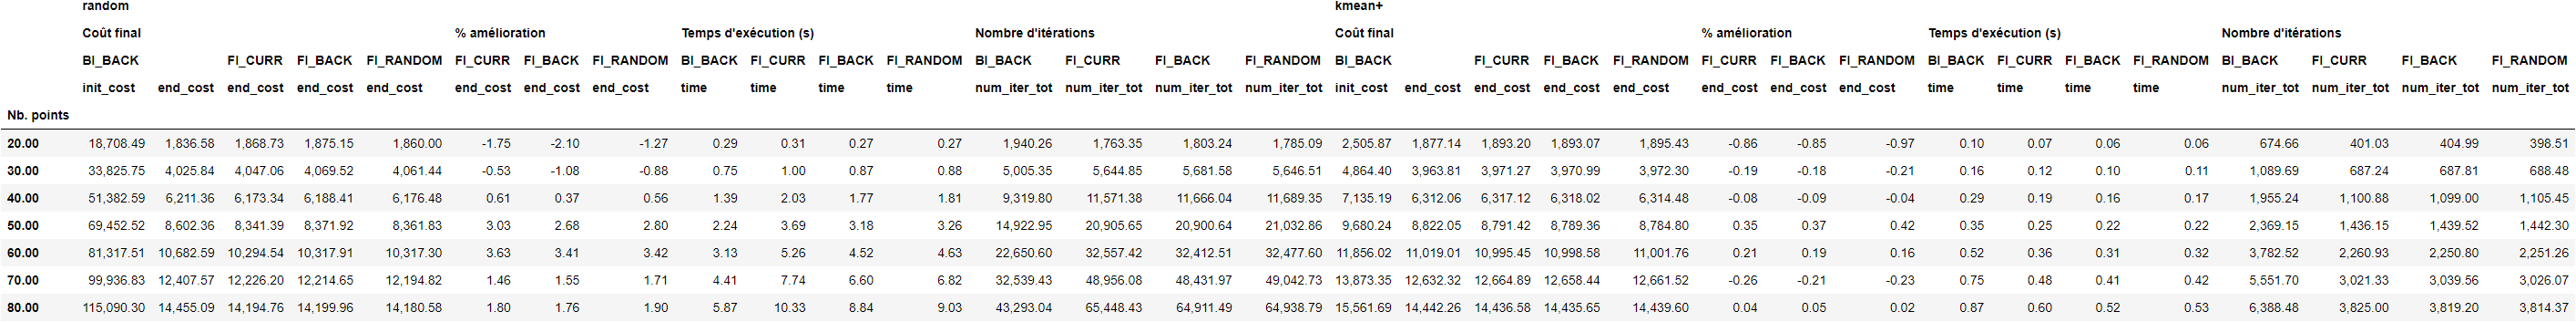 random kmean+
Coût final % amélioration Temps d'exécution (s) Nombre d'itérations Coût final % amélioration Temps d'exécution (s) Nombre d'itérations
BI_BACK FI_CURR FI_BACK FI_RANDOM FI_CURR FI_BACK FI_RANDOM BI_BACK FI_CURR FI_BACK FI_RANDOM BI_BACK FI_CURR FI_BACK FI_RANDOM BI_BACK FI_CURR FI_BACK FI_RANDOM FI_CURR FI_BACK FI_RANDOM BI_BACK FI_CURR FI_BACK FI_RANDOM BI_BACK FI_CURR FI_BACK FI_RANDOM
init_cost end_cost end_cost end_cost end_cost end_cost end_cost end_cost time time time time num_iter_tot num_iter_tot num_iter_tot num_iter_tot init_cost end_cost end_cost end_cost end_cost end_cost end_cost end_cost time time time time num_iter_tot num_iter_tot num_iter_tot num_iter_tot
Nb. points
20.00 18,708.49 1,836.58 1,868.73 1,875.15 1,860.00 -1.75 -2.10 -1.27 0.29 0.31 0.27 0.27 1,940.26 1,763.35 1,803.24 1,785.09 2,505.87 1,877.14 1,893.20 1,893.07 1,895.43 -0.86 -0.85 -0.97 0.10 0.07 0.06 0.06 674.66 401.03 404.99 398.51
30.00 33,825.75 4,025.84 4,047.06 4,069.52 4,061.44 -0.53 -1.08 -0.88 0.75 1.00 0.87 0.88 5,005.35 5,644.85 5,681.58 5,646.51 4,864.40 3,963.81 3,971.27 3,970.99 3,972.30 -0.19 -0.18 -0.21 0.16 0.12 0.10 0.11 1,089.69 687.24 687.81 688.48
40.00 51,382.59 6,211.36 6,173.34 6,188.41 6,176.48 0.61 0.37 0.56 1.39 2.03 1.77 1.81 9,319.80 11,571.38 11,666.04 11,689.35 7,135.19 6,312.06 6,317.12 6,318.02 6,314.48 -0.08 -0.09 -0.04 0.29 0.19 0.16 0.17 1,955.24 1,100.88 1,099.00 1,105.45
50.00 69,452.52 8,602.36 8,341.39 8,371.92 8,361.83 3.03 2.68 2.80 2.24 3.69 3.18 3.26 14,922.95 20,905.65 20,900.64 21,032.86 9,680.24 8,822.05 8,791.42 8,789.36 8,784.80 0.35 0.37 0.42 0.35 0.25 0.22 0.22 2,369.15 1,436.15 1,439.52 1,442.30
60.00 81,317.51 10,682.59 10,294.54 10,317.91 10,317.30 3.63 3.41 3.42 3.13 5.26 4.52 4.63 22,650.60 32,557.42 32,412.51 32,477.60 11,856.02 11,019.01 10,995.45 10,998.58 11,001.76 0.21 0.19 0.16 0.52 0.36 0.31 0.32 3,782.52 2,260.93 2,250.80 2,251.26
70.00 99,936.83 12,407.57 12,226.20 12,214.65 12,194.82 1.46 1.55 1.71 4.41 7.74 6.60 6.82 32,539.43 48,956.08 48,431.97 49,042.73 13,873.35 12,632.32 12,664.89 12,658.44 12,661.52 -0.26 -0.21 -0.23 0.75 0.48 0.41 0.42 5,551.70 3,021.33 3,039.56 3,026.07
80.00 115,090.30 14,455.09 14,194.76 14,199.96 14,180.58 1.80 1.76 1.90 5.87 10.33 8.84 9.03 43,293.04 65,448.43 64,911.49 64,938.79 15,561.69 14,442.26 14,436.58 14,435.65 14,439.60 0.04 0.05 0.02 0.87 0.60 0.52 0.53 6,388.48 3,825.00 3,819.20 3,814.37